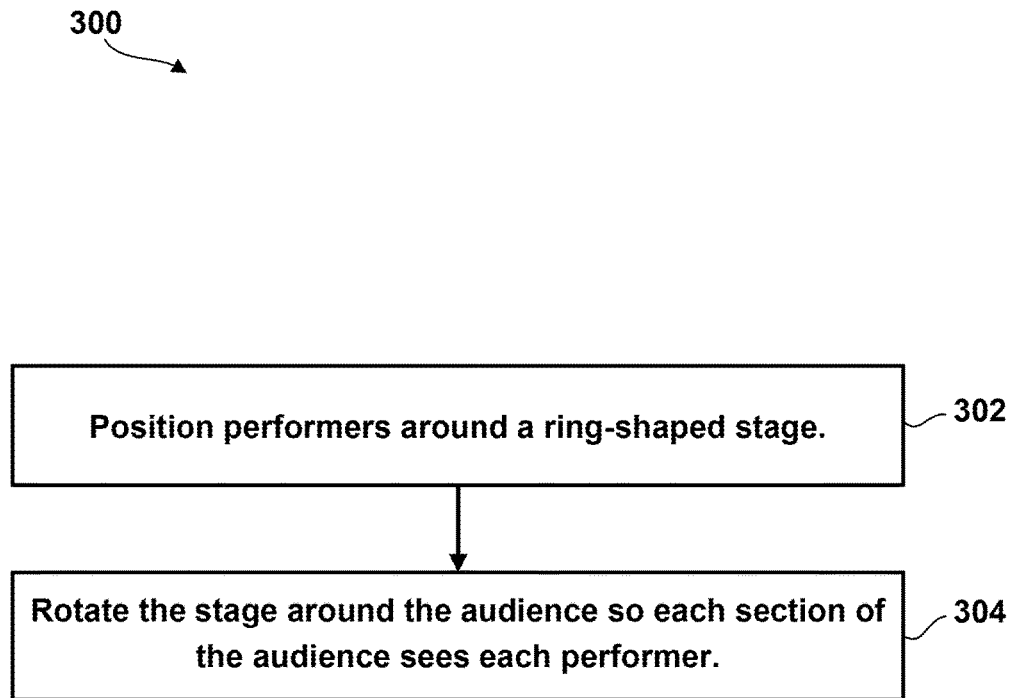 300
Position performers around a ring-shaped stage.
302
Rotate the stage around the audience so each section of
the audience sees each performer.
304